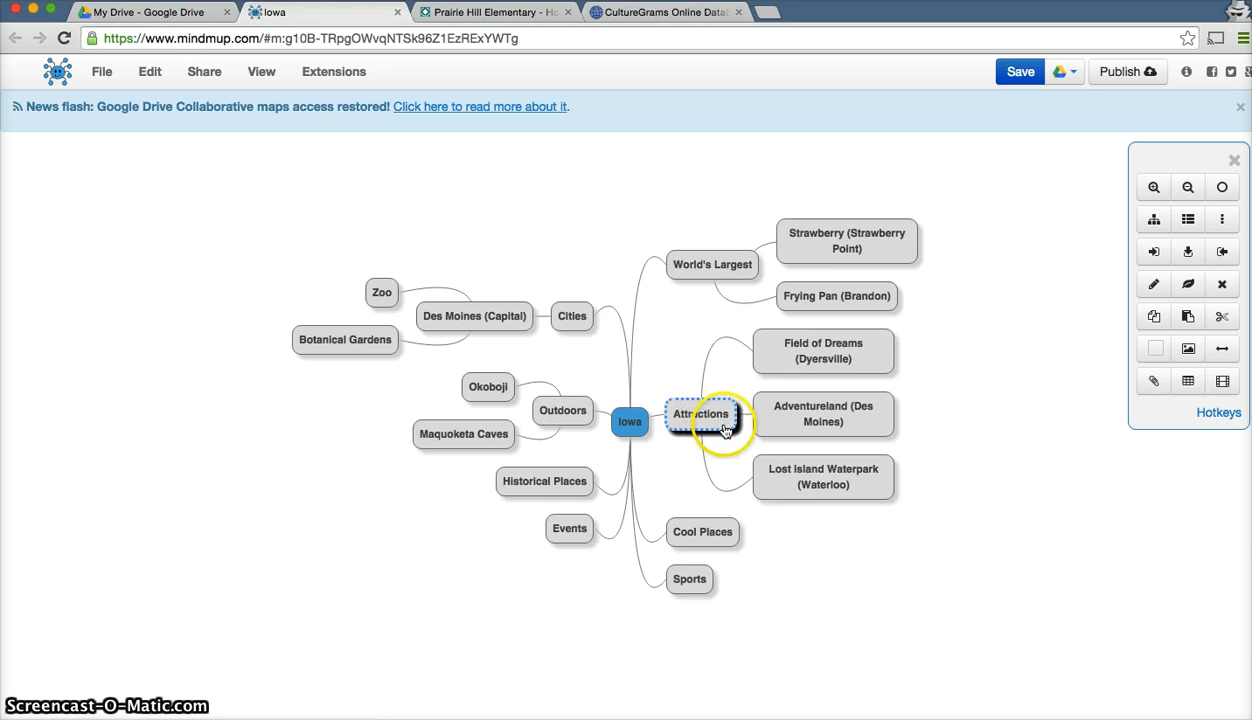 My Drive - Google Drive
Iowa
Prairie Hill Elementary - Ho
CultureGrams Online Datab
https://www.mindmup.com/#m:g10B-TRpgOWvqNTSk96Z1EzRExYWTg
File Edit Share View Extensions
Save
Publish
News flash: Google Drive Collaborative maps access restored! Click here to read more about it.
Strawberry (Strawberry
Point)
World's Largest
Frying Pan (Brandon)
Zoo
Des Moines (Capital)
Cities
Botanical Gardens
Field of Dreams
(Dyersville)
Okoboji
Outdoors
Maquoketa Caves
Iowa
Attractions
Adventureland (Des
Moines)
Lost Island Waterpark
(Waterloo)
Historical Places
Events
Cool Places
Sports
Hotkeys
Screencast-O-Matic.com